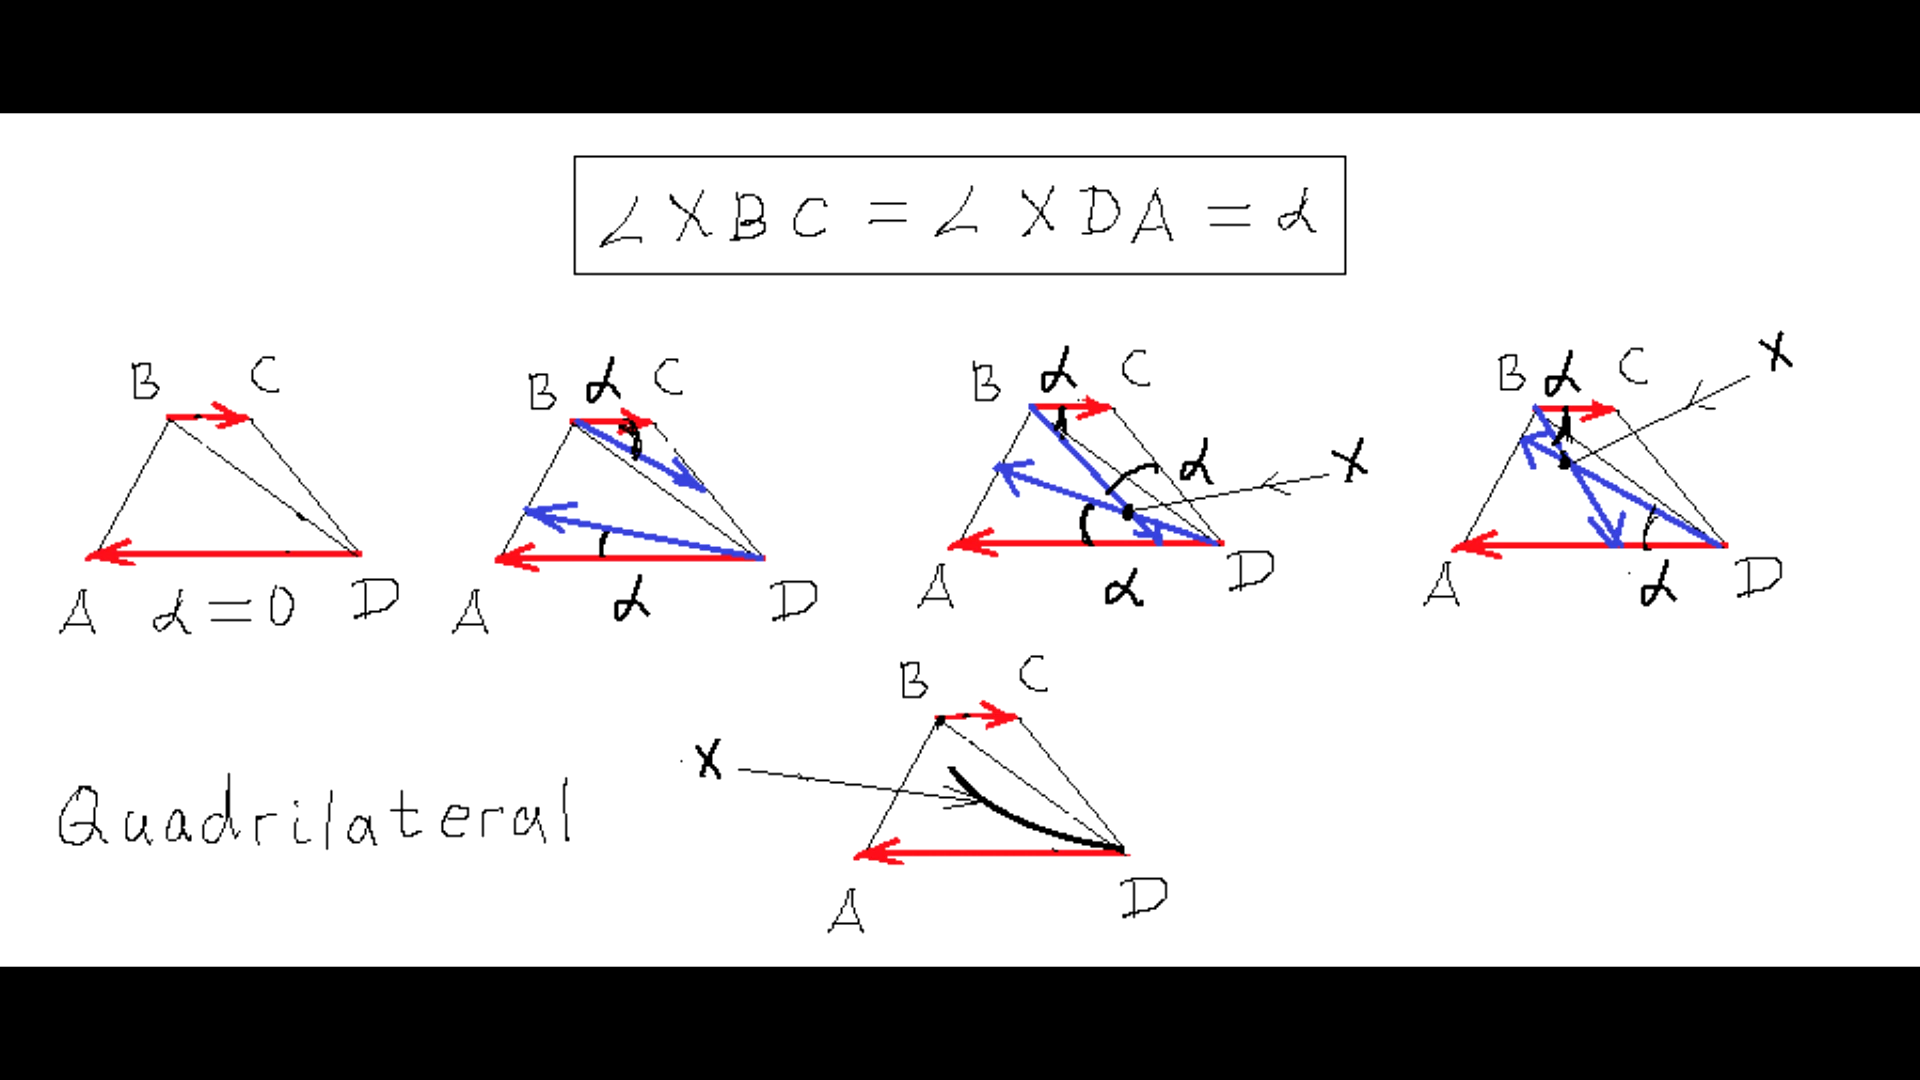 ∠XBC = ∠XDA = α
B C A D α = 0
B α C A α D
B α C α X A α D
B α C X A α D
B C X A D
Quadrilateral